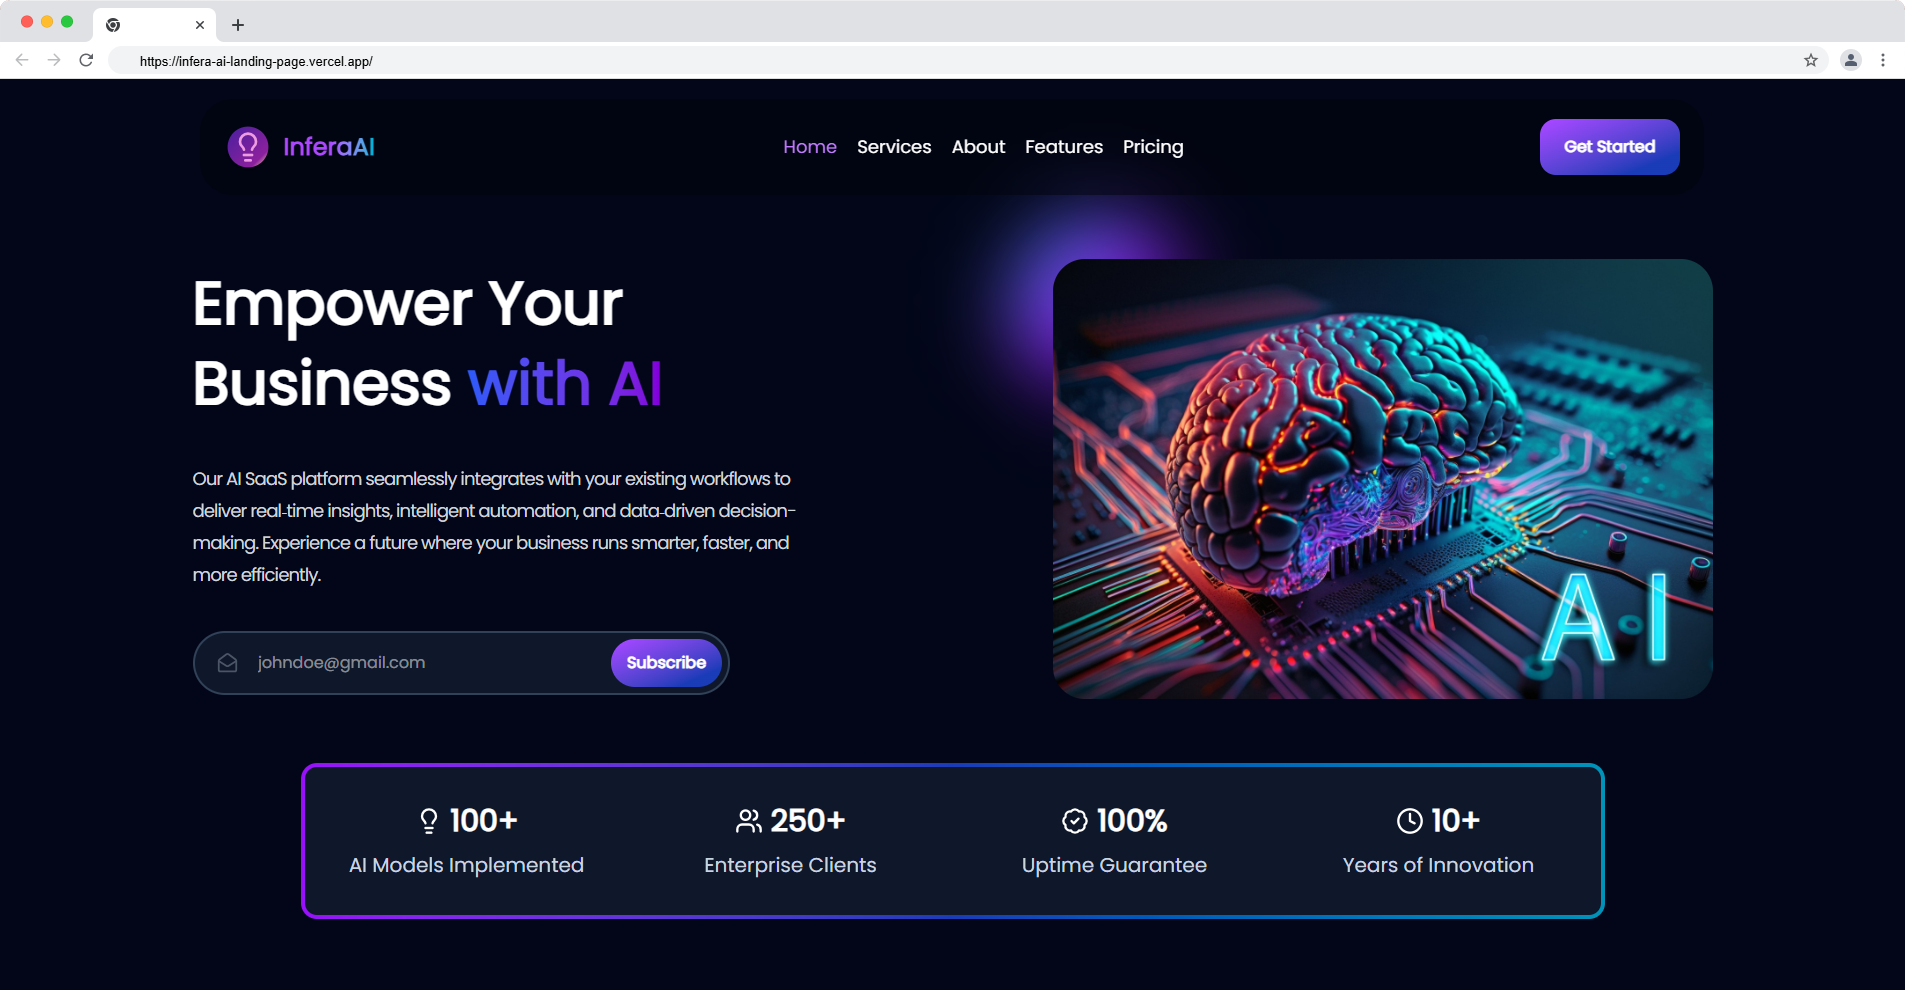 https://infera-ai-landing-page.vercel.app/
InferaAI
Home Services About Features Pricing
Get Started
Empower Your
Business with AI
Our AI SaaS platform seamlessly integrates with your existing workflows to
deliver real-time insights, intelligent automation, and data-driven decision-
making. Experience a future where your business runs smarter, faster, and
more efficiently.
johndoe@gmail.com
Subscribe
AI
100+
AI Models Implemented
250+
Enterprise Clients
100%
Uptime Guarantee
10+
Years of Innovation